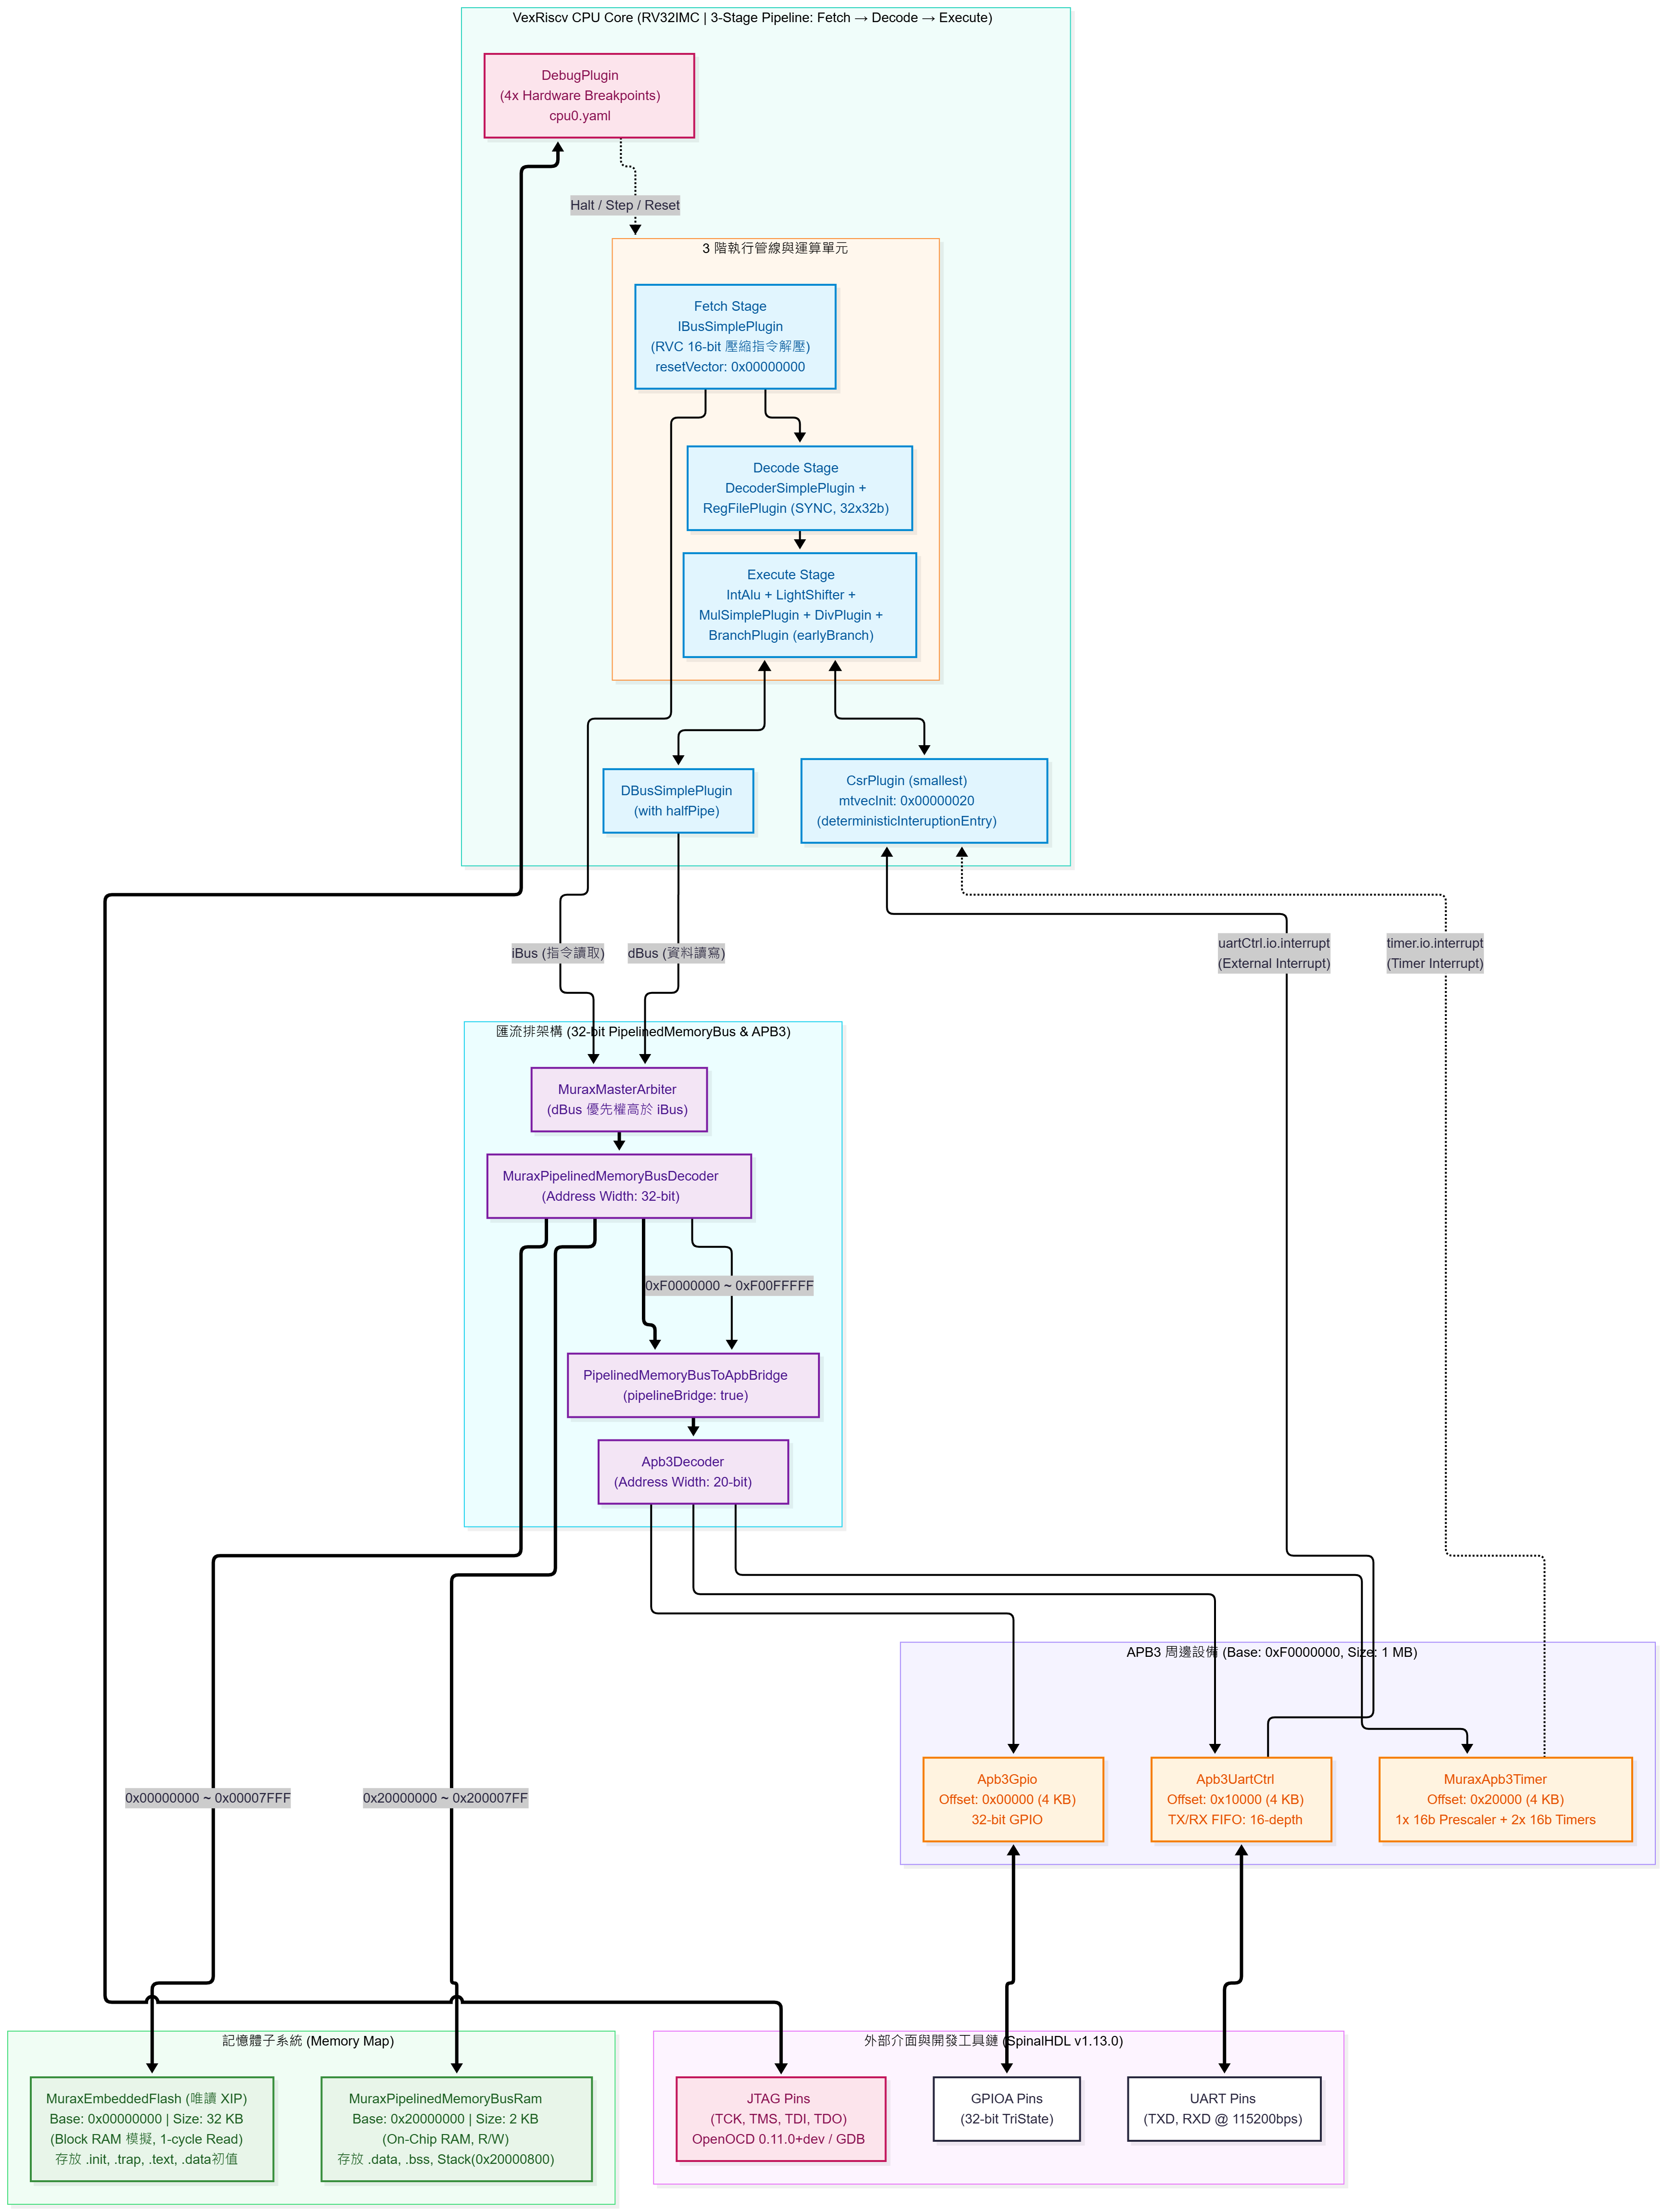 VexRiscv CPU Core (RV32IMC | 3-Stage Pipeline: Fetch → Decode → Execute)
DebugPlugin
(4x Hardware Breakpoints)
cpu0.yaml
Halt / Step / Reset
3 階執行管線與運算單元
Fetch Stage
IBusSimplePlugin
(RVC 16-bit 壓縮指令解壓)
resetVector: 0x00000000
Decode Stage
DecoderSimplePlugin +
RegFilePlugin (SYNC, 32x32b)
Execute Stage
IntAlu + LightShifter +
MulSimplePlugin + DivPlugin +
BranchPlugin (earlyBranch)
DBusSimplePlugin
(with halfPipe)
CsrPlugin (smallest)
mtvecInit: 0x00000020
(deterministicInteruptionEntry)
iBus (指令讀取)
dBus (資料讀寫)
uartCtrl.io.interrupt
(External Interrupt)
timer.io.interrupt
(Timer Interrupt)
匯流排架構 (32-bit PipelinedMemoryBus & APB3)
MuraxMasterArbiter
(dBus 優先權高於 iBus)
MuraxPipelinedMemoryBusDecoder
(Address Width: 32-bit)
0xF0000000 ~ 0xF00FFFFF
PipelinedMemoryBusToApbBridge
(pipelineBridge: true)
Apb3Decoder
(Address Width: 20-bit)
APB3 周邊設備 (Base: 0xF0000000, Size: 1 MB)
Apb3Gpio
Offset: 0x00000 (4 KB)
32-bit GPIO
Apb3UartCtrl
Offset: 0x10000 (4 KB)
TX/RX FIFO: 16-depth
MuraxApb3Timer
Offset: 0x20000 (4 KB)
1x 16b Prescaler + 2x 16b Timers
0x00000000 ~ 0x00007FFF
0x20000000 ~ 0x200007FF
記憶體子系統 (Memory Map)
MuraxEmbeddedFlash (唯讀 XIP)
Base: 0x00000000 | Size: 32 KB
(Block RAM 模擬, 1-cycle Read)
存放 .init, .trap, .text, .data初值
MuraxPipelinedMemoryBusRam
Base: 0x20000000 | Size: 2 KB
(On-Chip RAM, R/W)
存放 .data, .bss, Stack(0x20000800)
外部介面與開發工具鏈 (SpinalHDL v1.13.0)
JTAG Pins
(TCK, TMS, TDI, TDO)
OpenOCD 0.11.0+dev / GDB
GPIOA Pins
(32-bit TriState)
UART Pins
(TXD, RXD @ 115200bps)